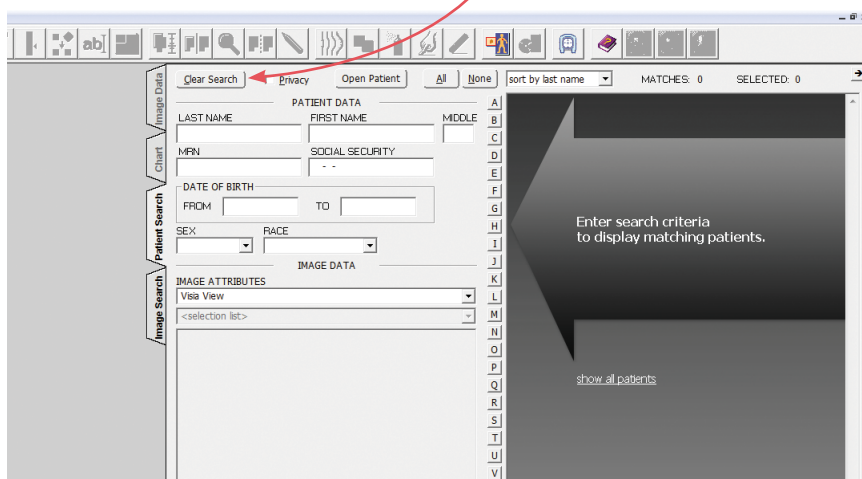 ab
Image Data
Chart
Patient Search
Image Search
Clear Search
Privacy
Open Patient
All
None
sort by last name
MATCHES: 0
SELECTED: 0
PATIENT DATA
LAST NAME FIRST NAME MIDDLE
MRN SOCIAL SECURITY
- -
DATE OF BIRTH
FROM TO
SEX RACE
IMAGE DATA
IMAGE ATTRIBUTES
Visia View
<selection list>
A
B
C
D
E
F
G
H
I
J
K
L
M
N
O
P
Q
R
S
T
U
V
Enter search criteria
to display matching patients.
show all patients